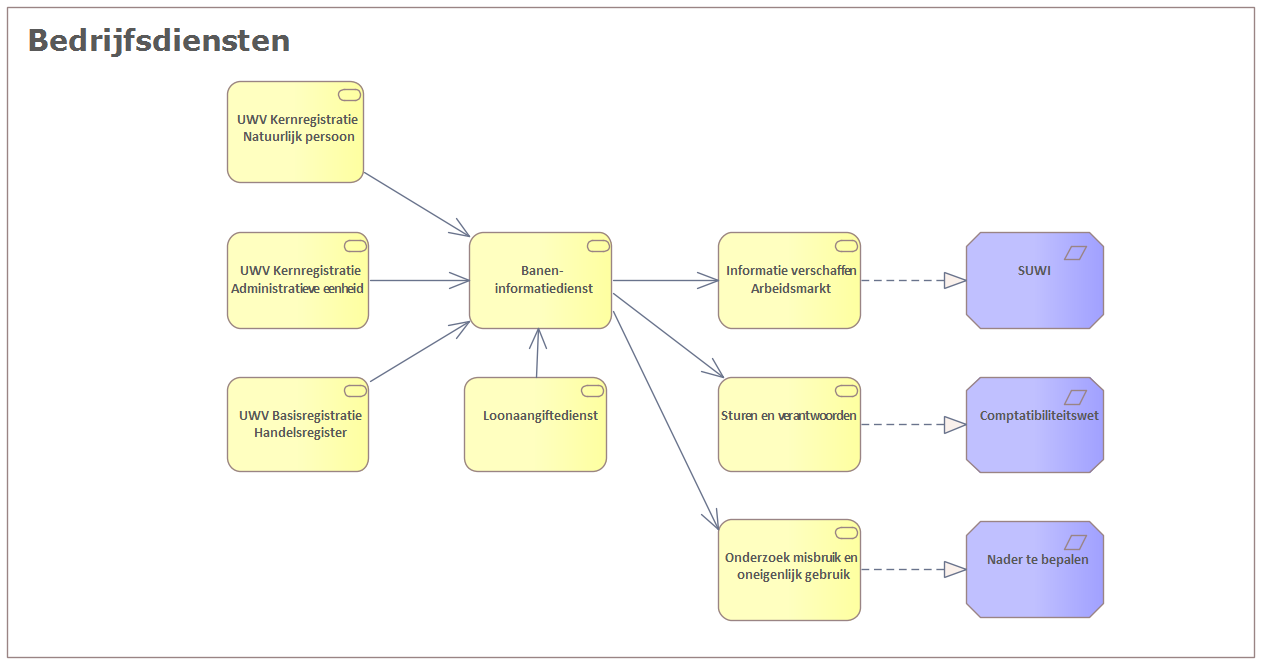 Bedrijfsdiensten
UWV Kernregistratie
Natuurlijk persoon
UWV Kernregistratie
Administratieve eenheid
Banen-
informatiedienst
Informatie verschaffen
Arbeidsmarkt
SUWI
UWV Basisregistratie
Handelsregister
Loonaangiftedienst
Sturen en verantwoorden
Comptatibiliteitswet
Onderzoek misbruik en
oneigenlijk gebruik
Nader te bepalen